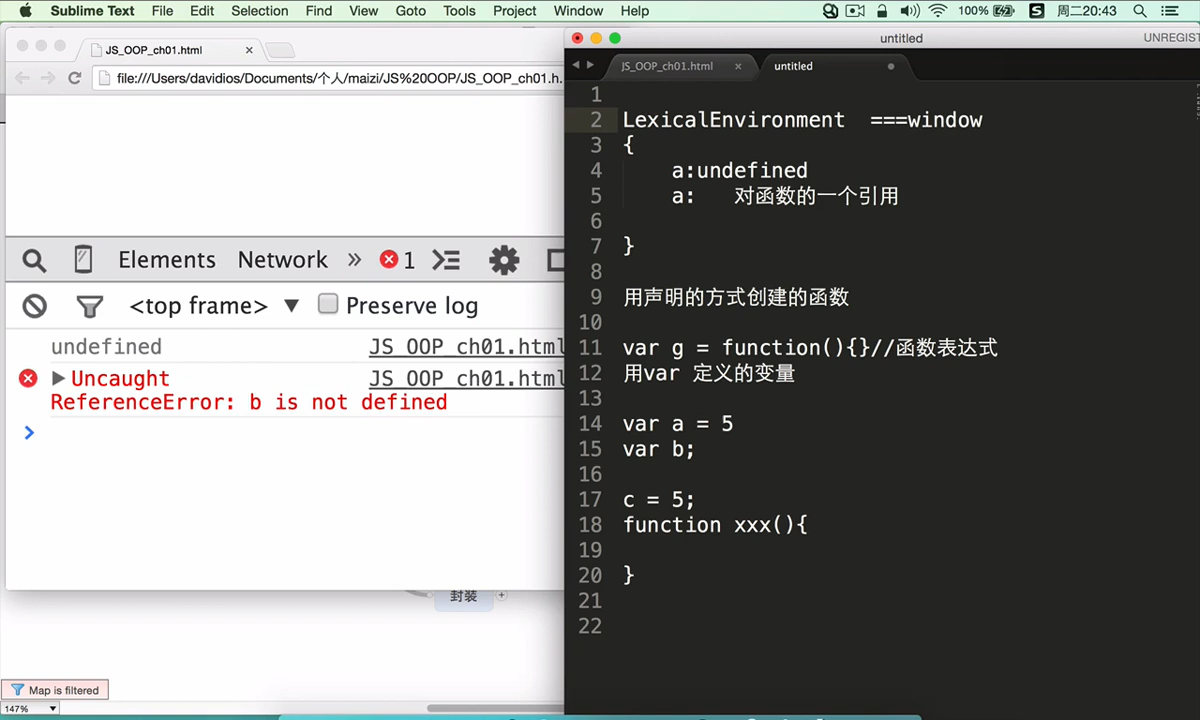 Sublime Text File Edit Selection Find View Goto Tools Project Window Help 100% 周二20:43
JS_OOP_ch01.html
file:///Users/davidios/Documents/个人/maizi/JS%20OOP/JS_OOP_ch01.h
Elements Network » 1
<top frame> ▼ Preserve log
undefined JS_OOP_ch01.html
Uncaught JS_OOP_ch01.html
ReferenceError: b is not defined
封装
Map is filtered
147%
untitled UNREGIST
JS_OOP_ch01.html untitled
1
2 LexicalEnvironment ===window
3 {
4 a:undefined
5 a: 对函数的一个引用
6
7 }
8
9 用声明的方式创建的函数
10
11 var g = function(){}//函数表达式
12 用var 定义的变量
13
14 var a = 5
15 var b;
16
17 c = 5;
18 function xxx(){
19
20 }
21
22